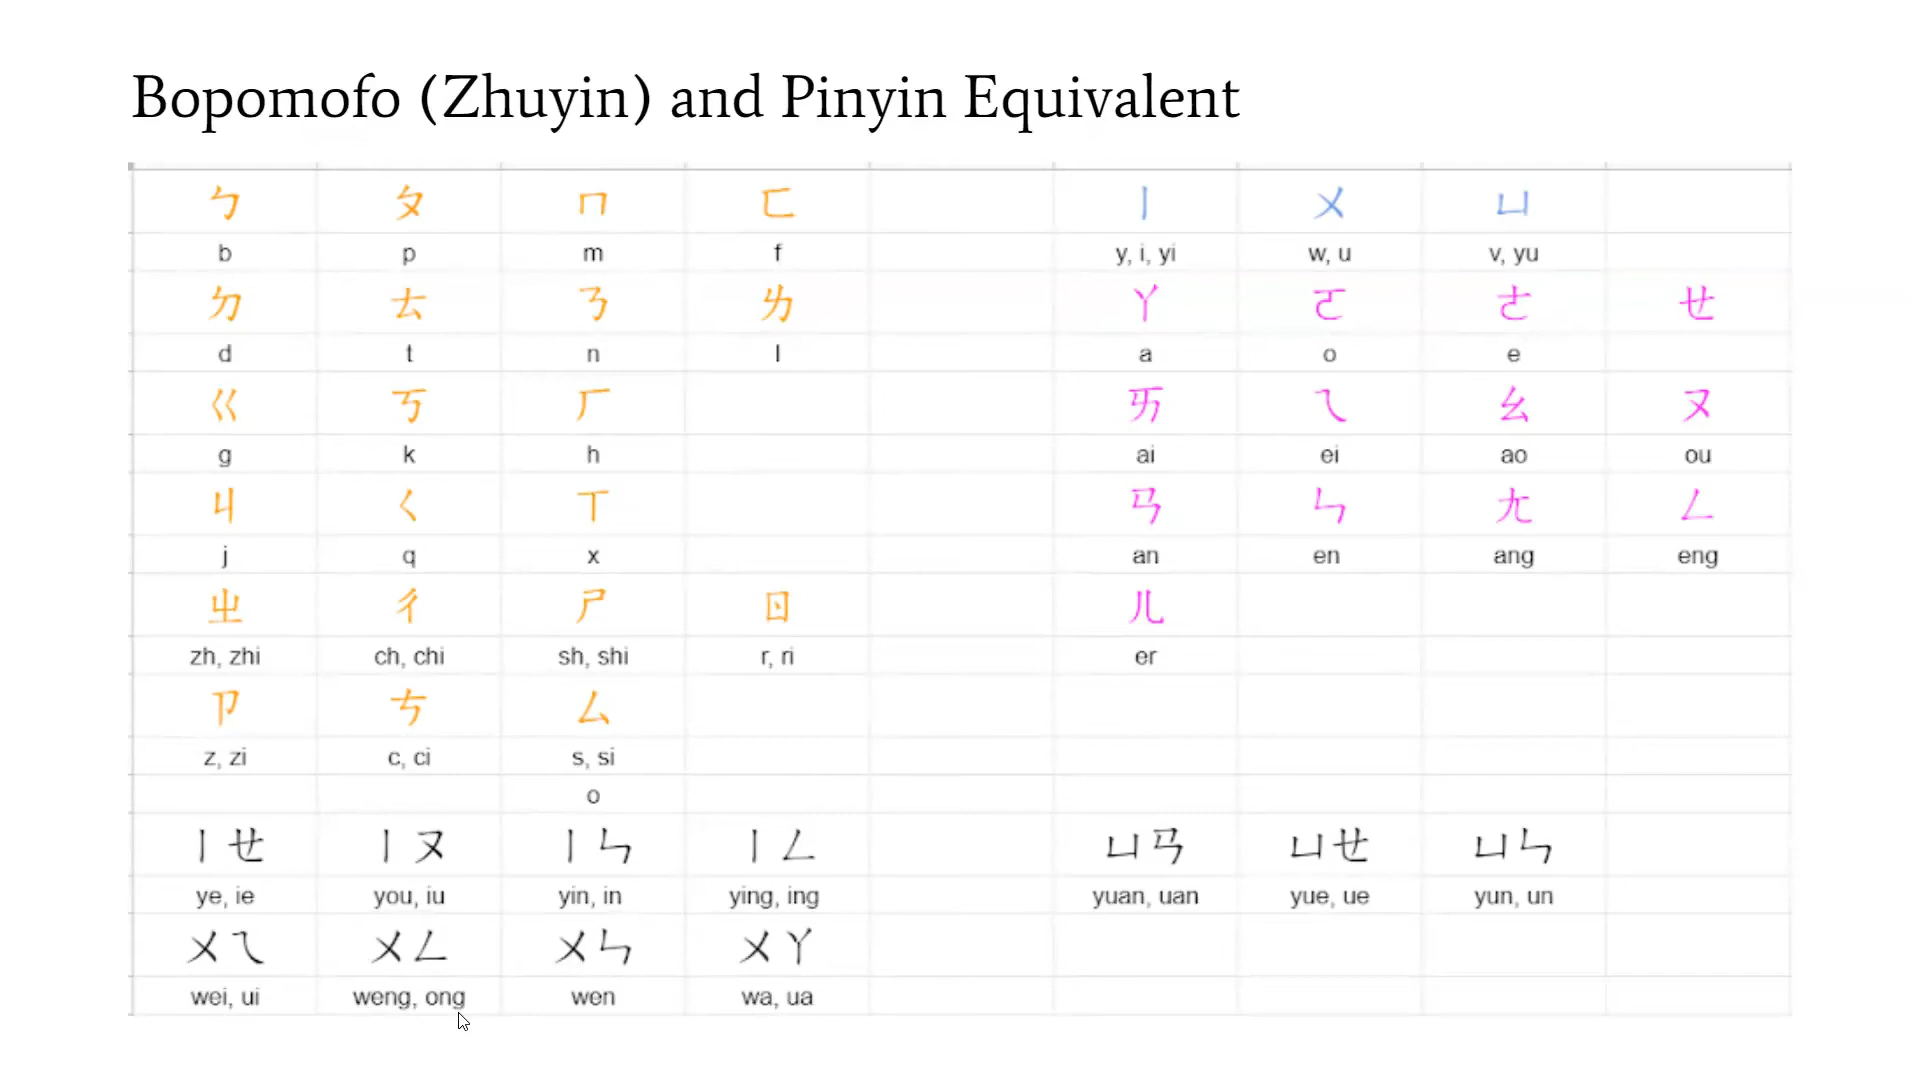 Bopomofo (Zhuyin) and Pinyin Equivalent
ㄅ ㄆ ㄇ ㄈ ㄧ ㄨ ㄩ
b p m f y, i, yi w, u v, yu
ㄉ ㄊ ㄋ ㄌ ㄚ ㄛ ㄜ ㄝ
d t n l a o e
ㄍ ㄎ ㄏ ㄞ ㄟ ㄠ ㄡ
g k h ai ei ao ou
ㄐ ㄑ ㄒ ㄢ ㄣ ㄤ ㄥ
j q x an en ang eng
ㄓ ㄔ ㄕ ㄖ ㄦ
zh, zhi ch, chi sh, shi r, ri er
ㄗ ㄘ ㄙ
z, zi c, ci s, si
o
ㄧㄝ ㄧㄡ ㄧㄣ ㄧㄥ ㄩㄢ ㄩㄝ ㄩㄣ
ye, ie you, iu yin, in ying, ing yuan, uan yue, ue yun, un
ㄨㄟ ㄨㄥ ㄨㄣ ㄨㄚ
wei, ui weng, ong wen wa, ua